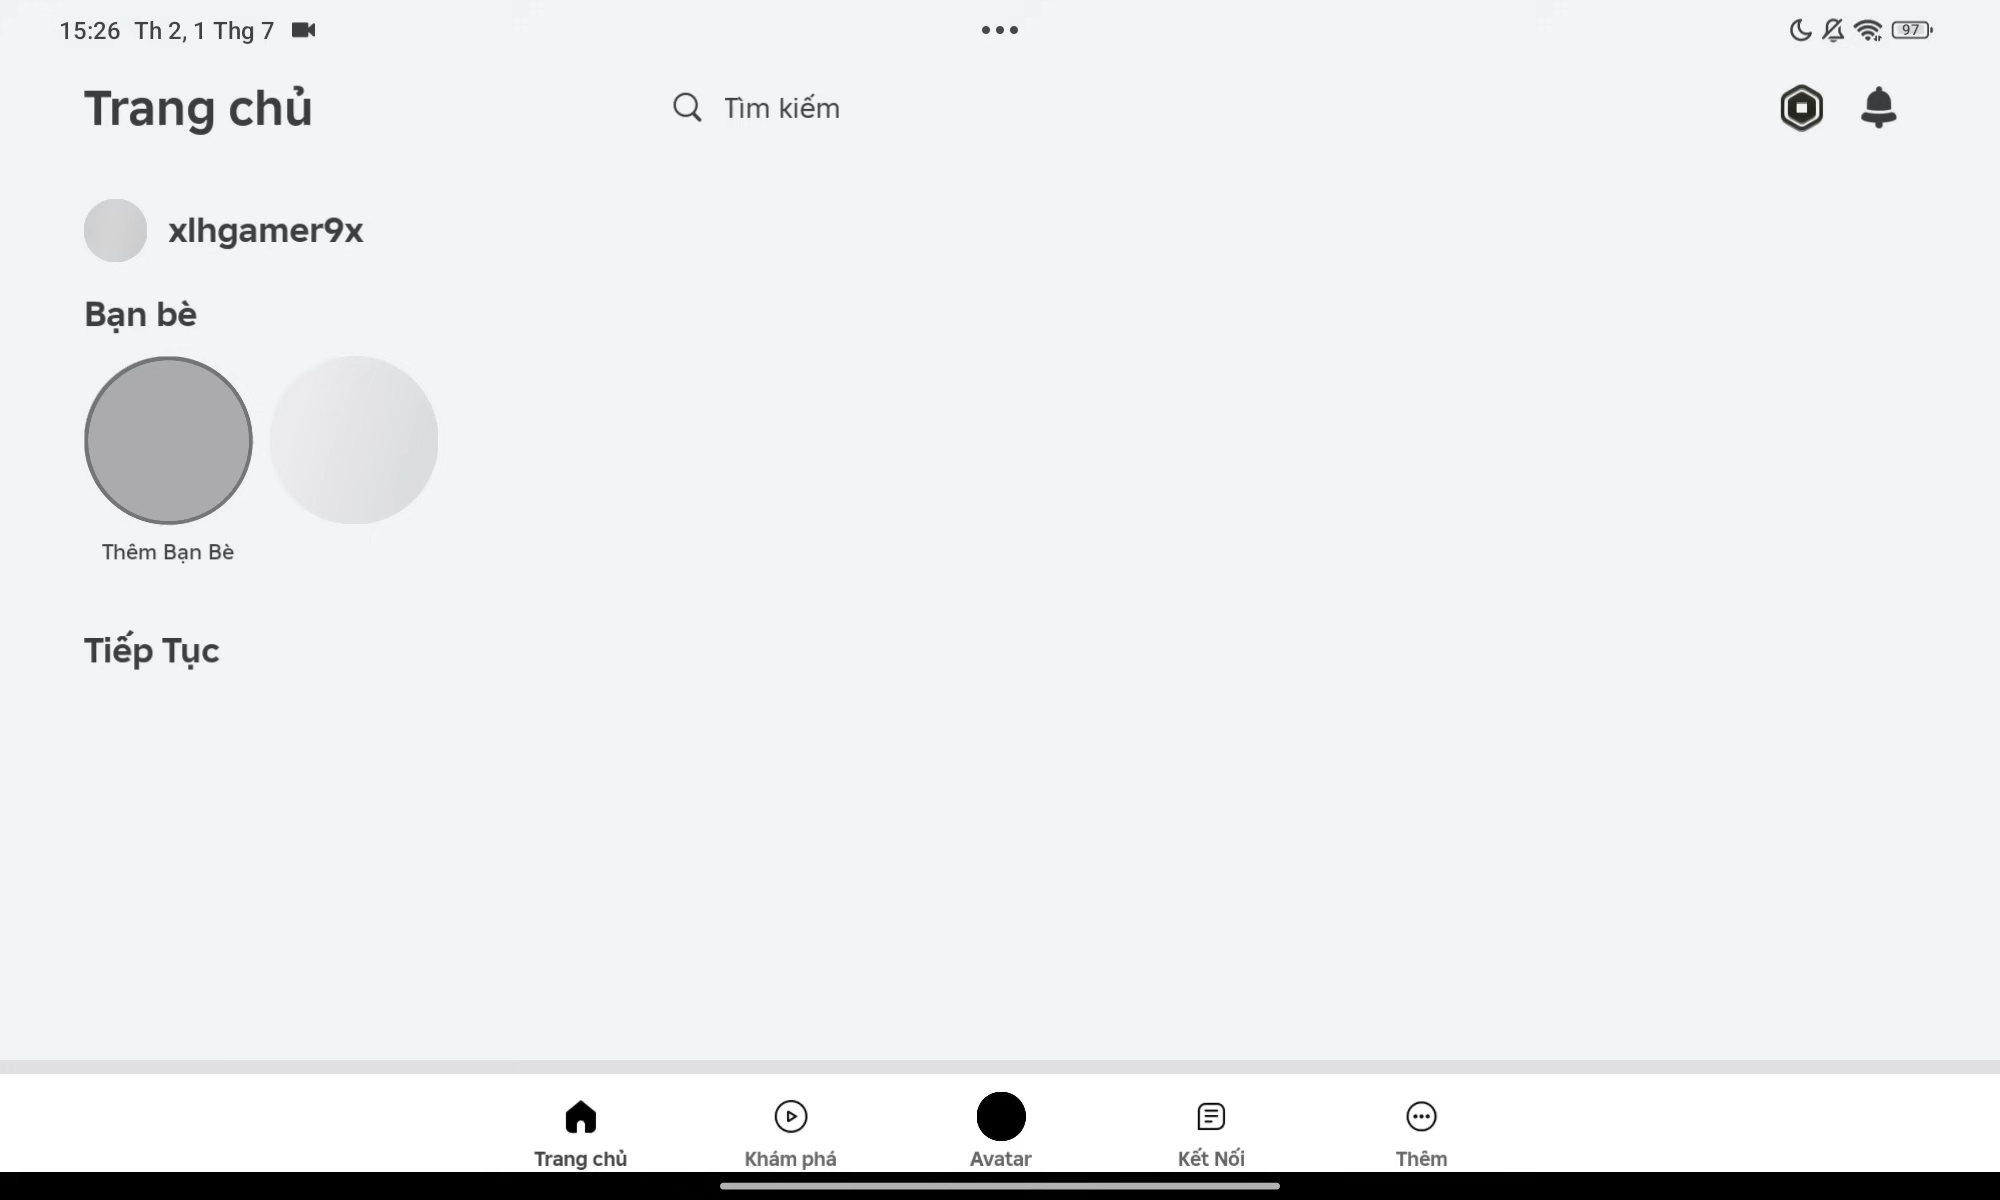 15:26 Th 2, 1 Thg 7
97
Trang chủ
Tìm kiếm
xlhgamer9x
Bạn bè
Thêm Bạn Bè
Tiếp Tục
Trang chủ
Khám phá
Avatar
Kết Nối
Thêm